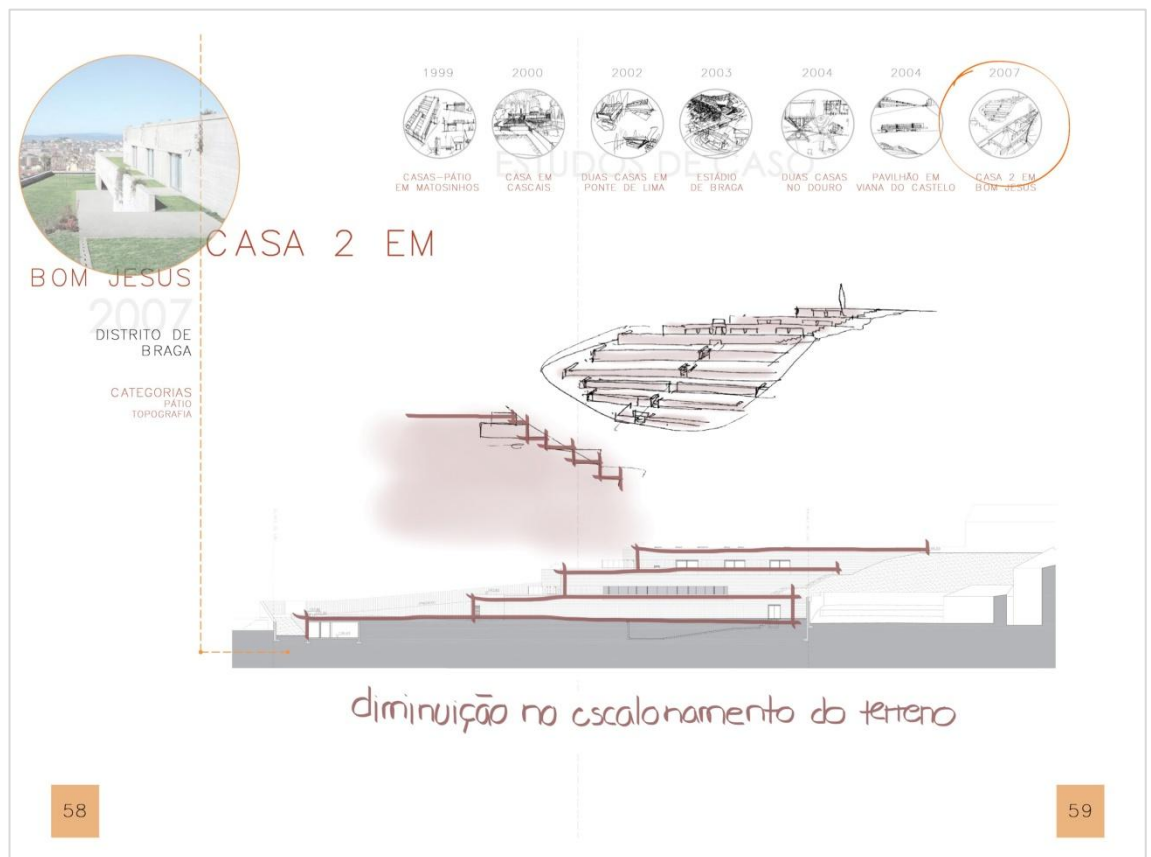 1999
2000
2002
2003
2004
2004
2007
ESTUDOS DE CASO
CASAS-PÁTIO
EM MATOSINHOS
CASA EM
CASCAIS
DUAS CASAS EM
PONTE DE LIMA
ESTÁDIO
DE BRAGA
DUAS CASAS
NO DOURO
PAVILHÃO EM
VIANA DO CASTELO
CASA 2 EM
BOM JESUS
CASA 2 EM
BOM JESUS
2007
DISTRITO DE
BRAGA
CATEGORIAS
PÁTIO
TOPOGRAFIA
diminuição no escalonamento do terreno
58
59